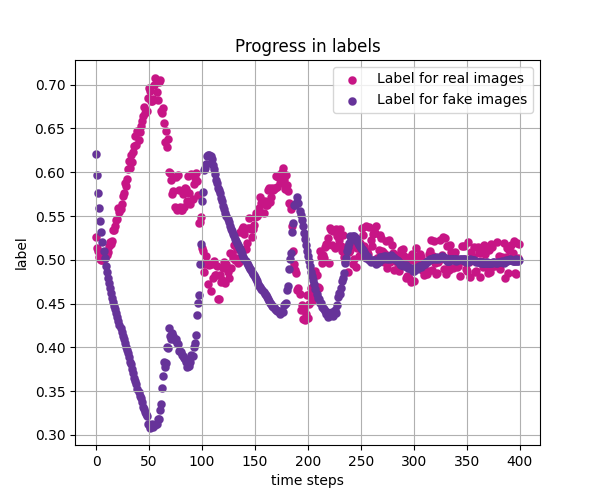 Progress in labels
Label for real images
Label for fake images
label
0.70
0.65
0.60
0.55
0.50
0.45
0.40
0.35
0.30
0 50 100 150 200 250 300 350 400
time steps